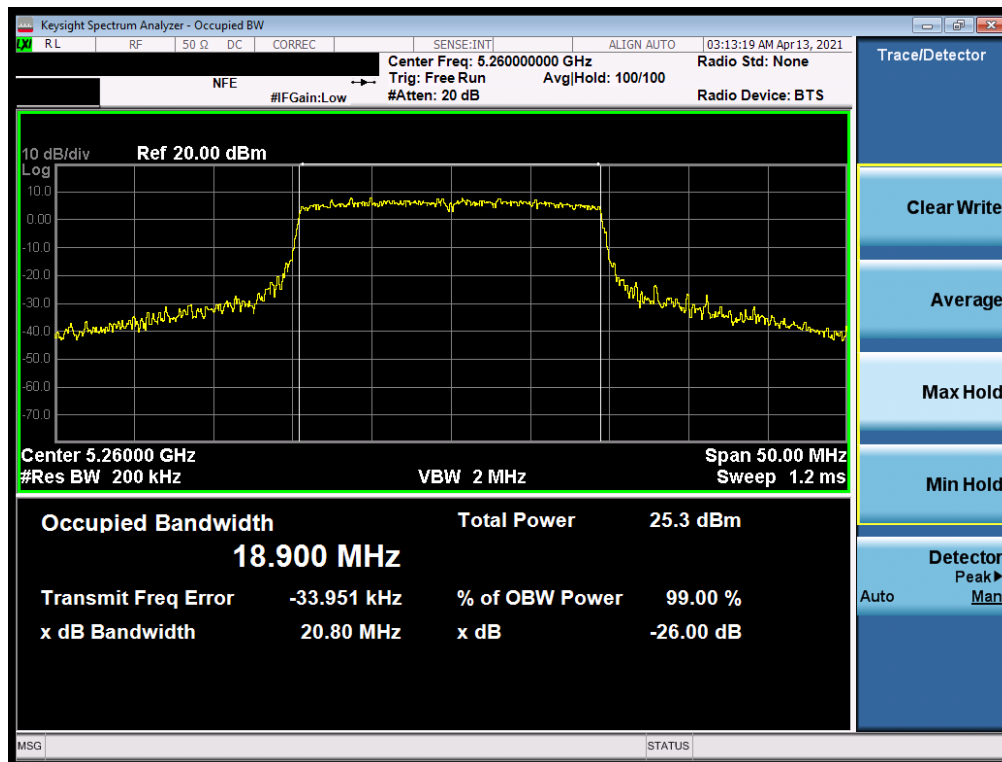 Keysight Spectrum Analyzer - Occupied BW
LXI RL RF 50 Ω DC CORREC SENSE:INT ALIGN AUTO 03:13:19 AM Apr 13, 2021
Center Freq: 5.260000000 GHz Radio Std: None
NFE Trig: Free Run Avg|Hold: 100/100
#IFGain:Low #Atten: 20 dB Radio Device: BTS
10 dB/div Ref 20.00 dBm
Log
10.0
0.00
-10.0
-20.0
-30.0
-40.0
-50.0
-60.0
-70.0
Center 5.26000 GHz Span 50.00 MHz
#Res BW 200 kHz VBW 2 MHz Sweep 1.2 ms
Occupied Bandwidth Total Power 25.3 dBm
18.900 MHz
Transmit Freq Error -33.951 kHz % of OBW Power 99.00 %
x dB Bandwidth 20.80 MHz x dB -26.00 dB
MSG STATUS
Trace/Detector
Clear Write
Average
Max Hold
Min Hold
Detector
Peak▶
Auto Man